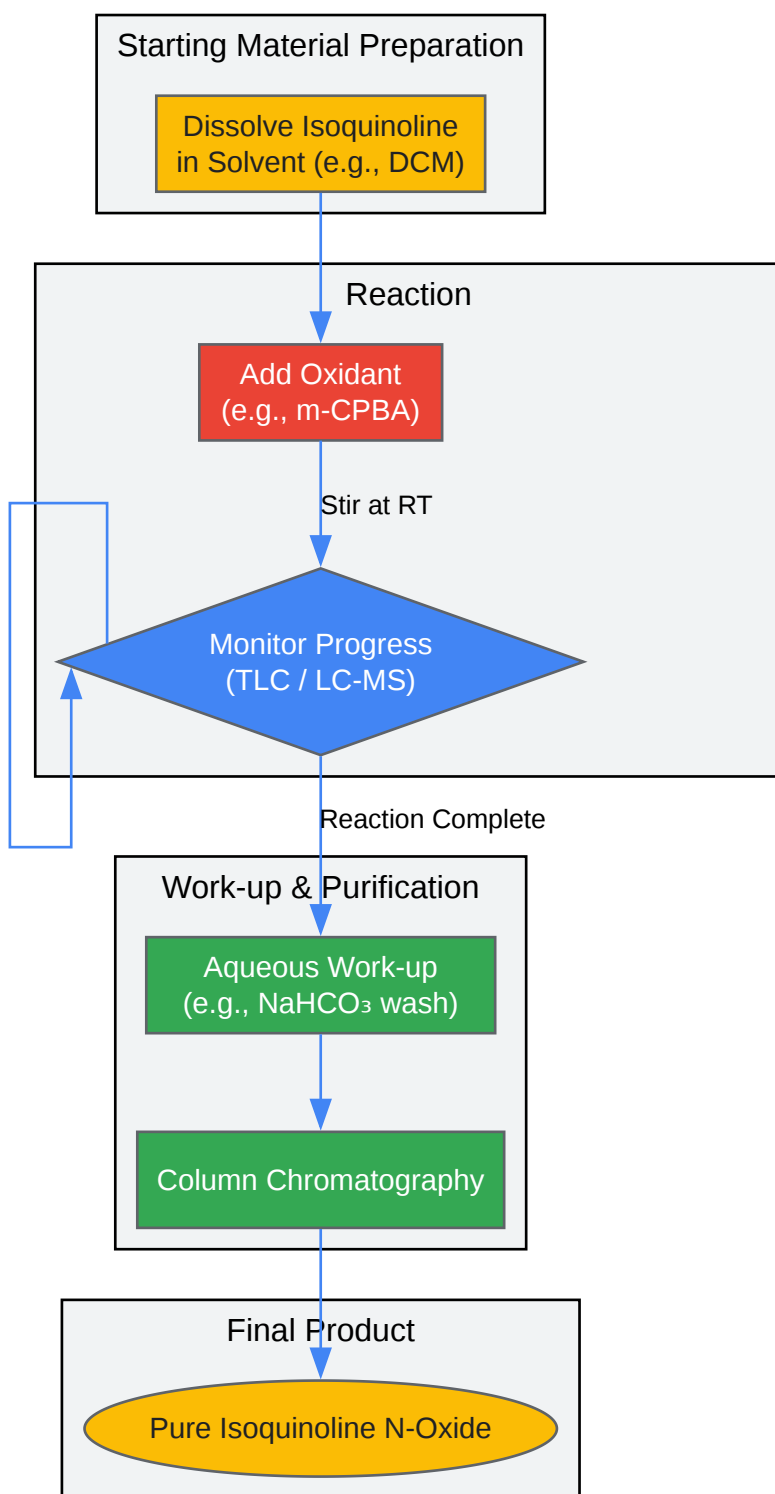 Starting Material Preparation
Dissolve Isoquinoline
in Solvent (e.g., DCM)
Reaction
Add Oxidant
(e.g., m-CPBA)
Stir at RT
Monitor Progress
(TLC / LC-MS)
Reaction Complete
Work-up & Purification
Aqueous Work-up
(e.g., NaHCO₃ wash)
Column Chromatography
Final Product
Pure Isoquinoline N-Oxide